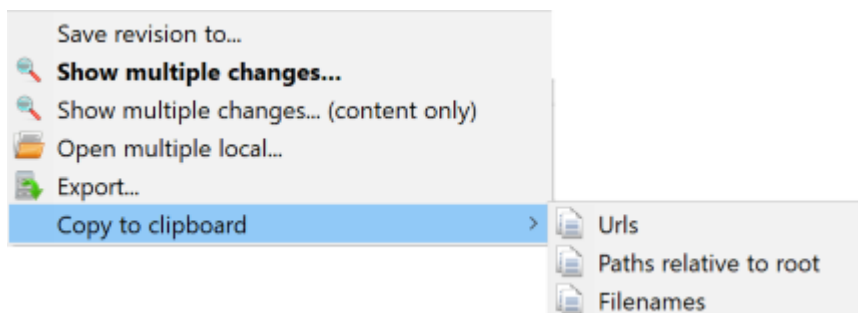 Save revision to...
Show multiple changes...
Show multiple changes... (content only)
Open multiple local...
Export...
Copy to clipboard
Urls
Paths relative to root
Filenames